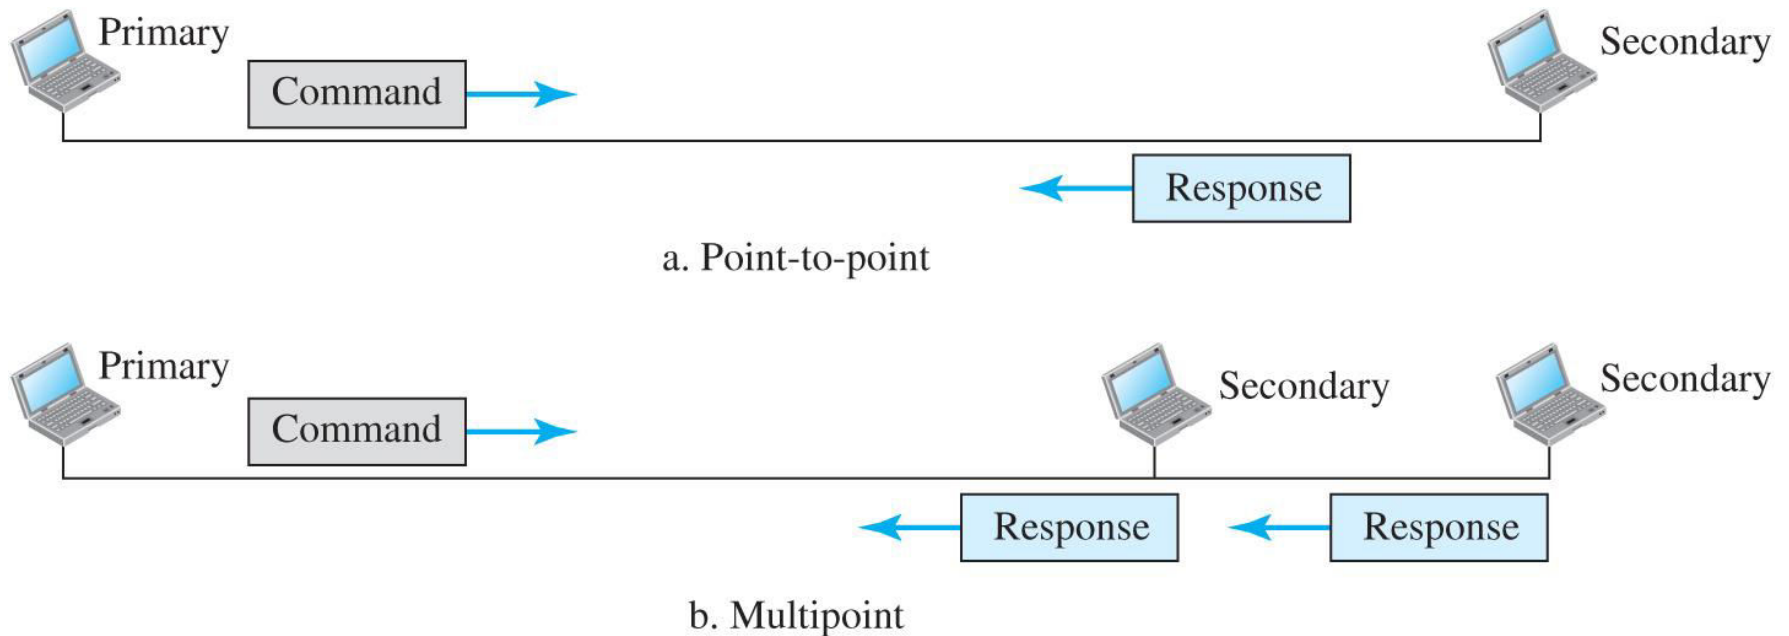 Primary
Secondary
Command
Response
a. Point-to-point
Primary
Secondary
Secondary
Command
Response
Response
b. Multipoint